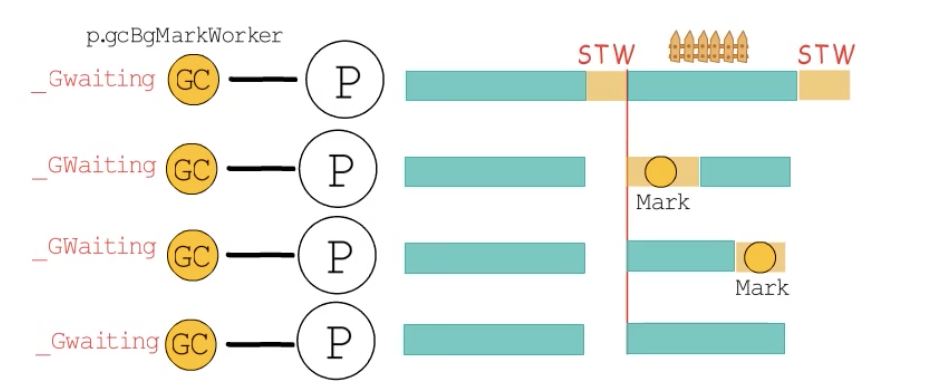 p.gcBgMarkWorker
STW
STW
_Gwaiting GC P
_GWaiting GC P
Mark
_GWaiting GC P
Mark
_Gwaiting GC P